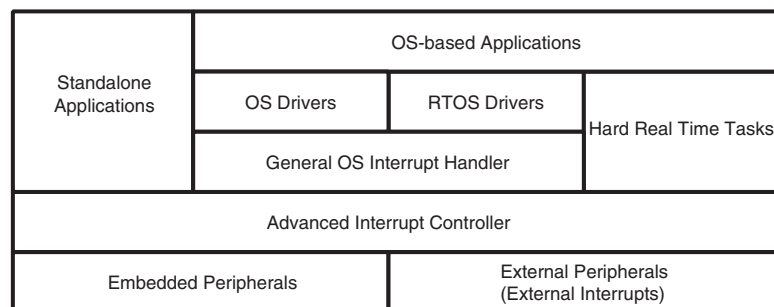 OS-based Applications
Standalone
Applications
OS Drivers
RTOS Drivers
Hard Real Time Tasks
General OS Interrupt Handler
Advanced Interrupt Controller
Embedded Peripherals
External Peripherals
(External Interrupts)